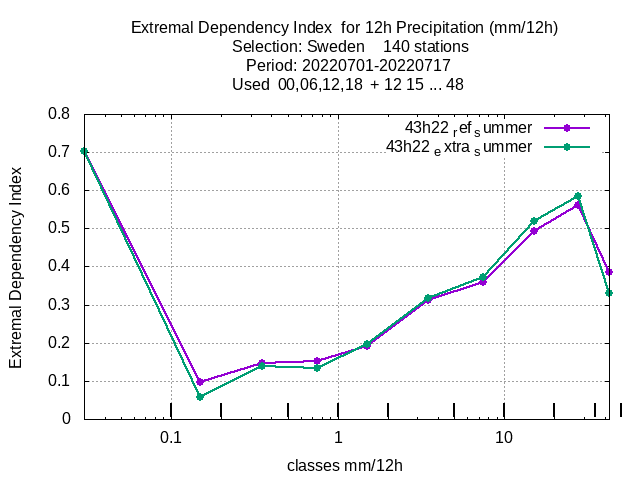 Extremal Dependency Index  for 12h Precipitation (mm/12h)
Selection: Sweden    140 stations
Period: 20220701-20220717
Used  00,06,12,18  + 12 15 ... 48
43h22 ref summer
43h22 extra summer
0.8
0.7
0.6
0.5
0.4
0.3
0.2
0.1
0
Extremal Dependency Index
0.1 1 10
classes mm/12h